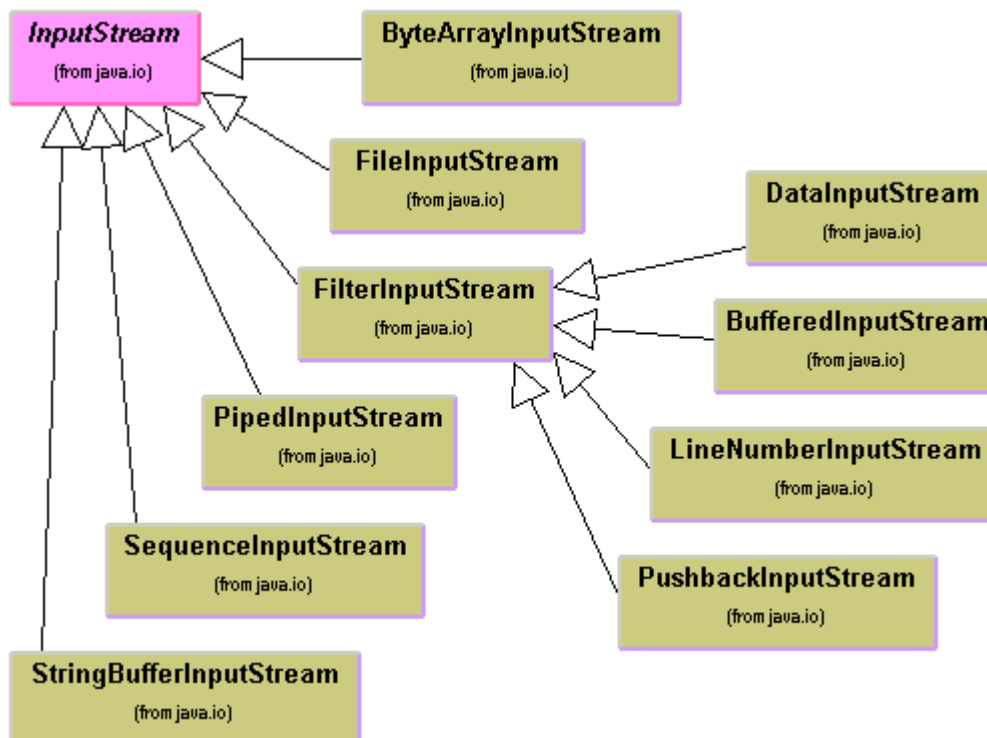 InputStream
(from java.io)
ByteArrayInputStream
(from java.io)
FileInputStream
(from java.io)
DataInputStream
(from java.io)
FilterInputStream
(from java.io)
BufferedInputStream
(from java.io)
PipedInputStream
(from java.io)
LineNumberInputStream
(from java.io)
SequenceInputStream
(from java.io)
PushbackInputStream
(from java.io)
StringBufferInputStream
(from java.io)